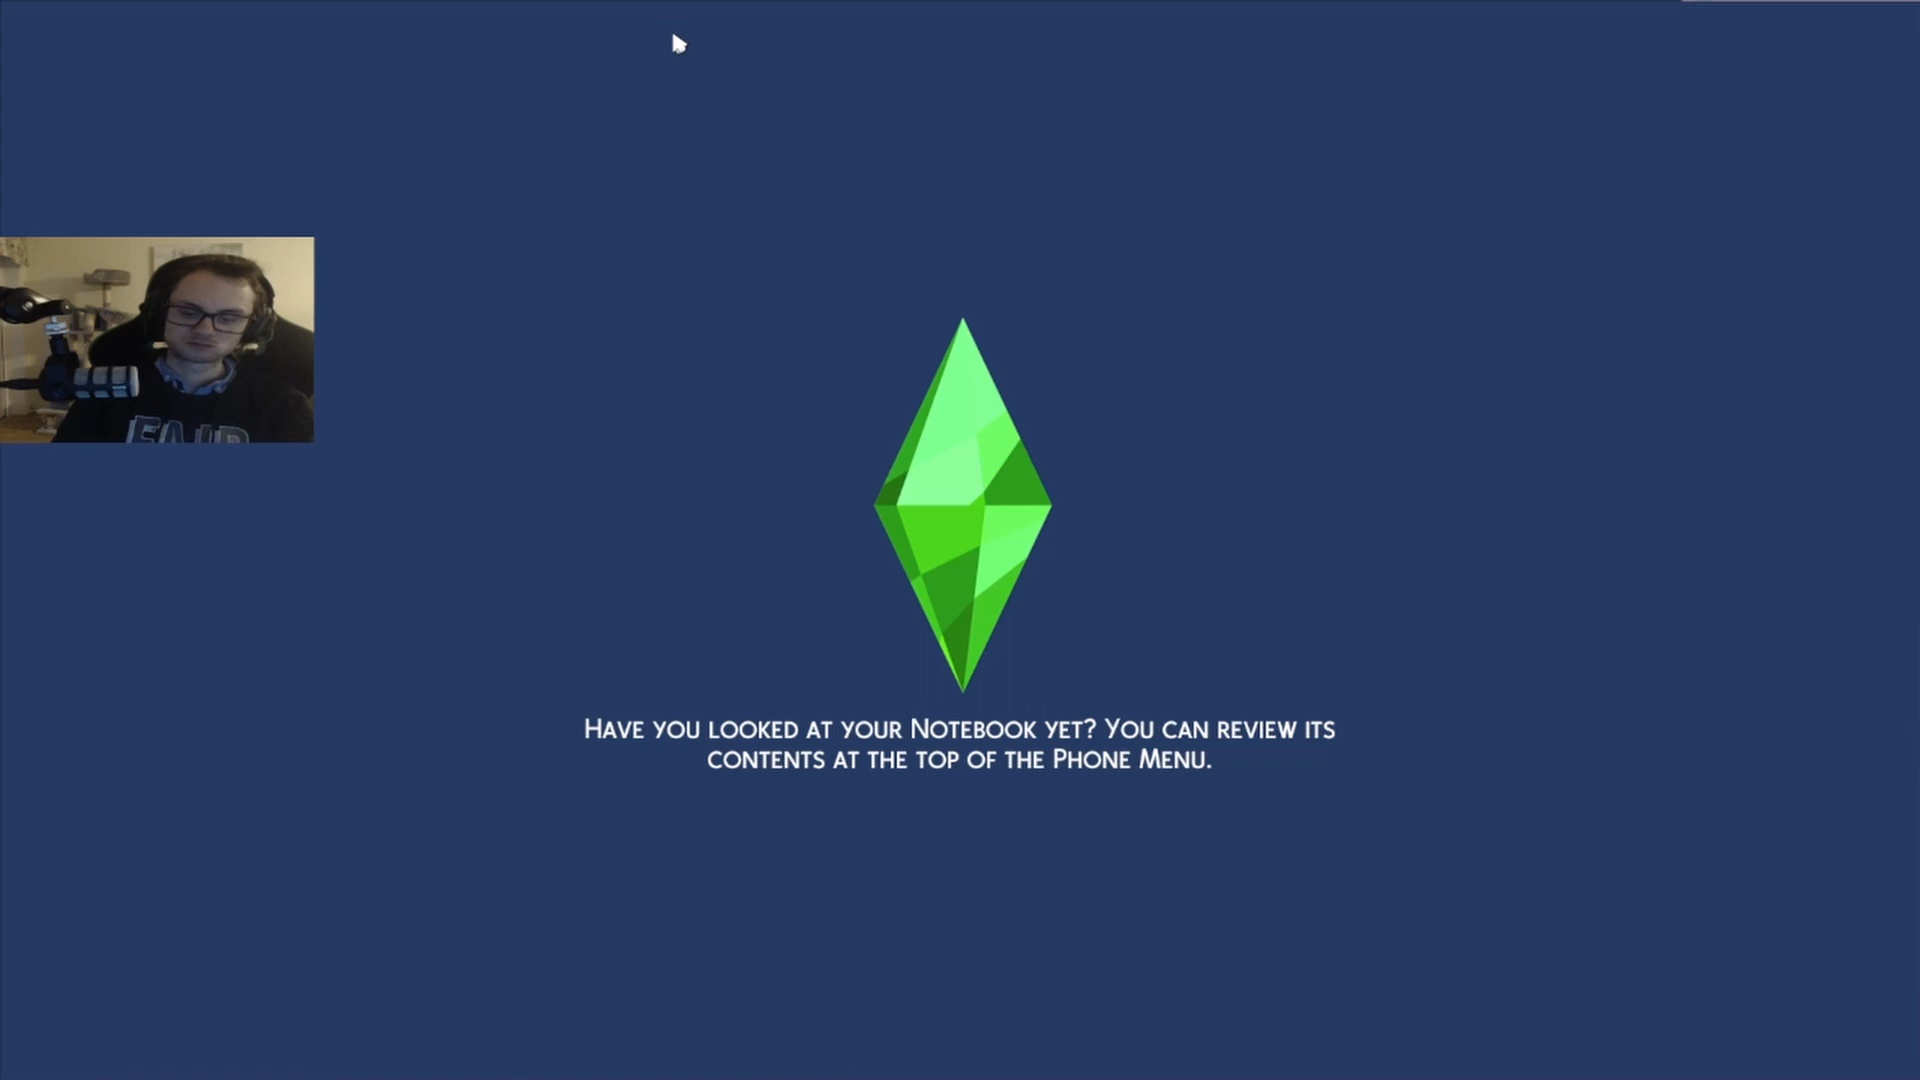 Have you looked at your Notebook yet? You can review its
contents at the top of the Phone Menu.